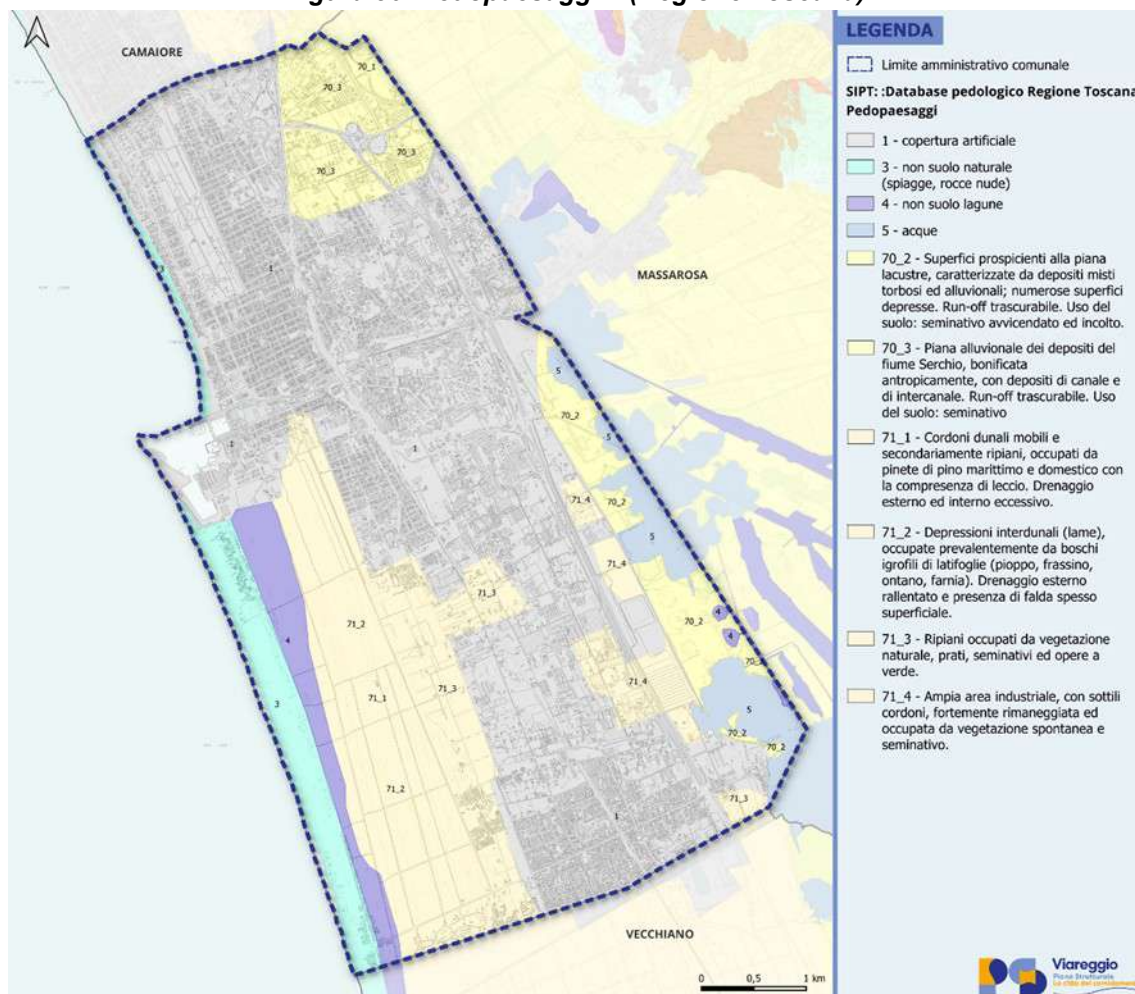 CAMAIORE
70_1
70_3
70_3
70_3
MASSAROSA
3
1
5
70_2
5
1
1
71_4
70_2
5
71_4
71_3
4
71_2
70_2
4
4
71_1
71_3
71_4
3
5
70_2
70_2
71_2
71_3
1
VECCHIANO
0 0,5 1 km
LEGENDA
Limite amministrativo comunale
SIPT: :Database pedologico Regione Toscana
Pedopaesaggi
1 - copertura artificiale
3 - non suolo naturale
(spiagge, rocce nude)
4 - non suolo lagune
5 - acque
70_2 - Superfici prospicienti alla piana
lacustre, caratterizzate da depositi misti
torbosi ed alluvionali; numerose superfici
depresse. Run-off trascurabile. Uso del
suolo: seminativo avvicendato ed incolto.
70_3 - Piana alluvionale dei depositi del
fiume Serchio, bonificata
antropicamente, con depositi di canale e
di intercanale. Run-off trascurabile. Uso
del suolo: seminativo
71_1 - Cordoni dunali mobili e
secondariamente ripiani, occupati da
pinete di pino marittimo e domestico con
la compresenza di leccio. Drenaggio
esterno ed interno eccessivo.
71_2 - Depressioni interdunali (lame),
occupate prevalentemente da boschi
igrofili di latifoglie (pioppo, frassino,
ontano, farnia). Drenaggio esterno
rallentato e presenza di falda spesso
superficiale.
71_3 - Ripiani occupati da vegetazione
naturale, prati, seminativi ed opere a
verde.
71_4 - Ampia area industriale, con sottili
cordoni, fortemente rimaneggiata ed
occupata da vegetazione spontanea e
seminativo.
Viareggio
Piano Strutturale